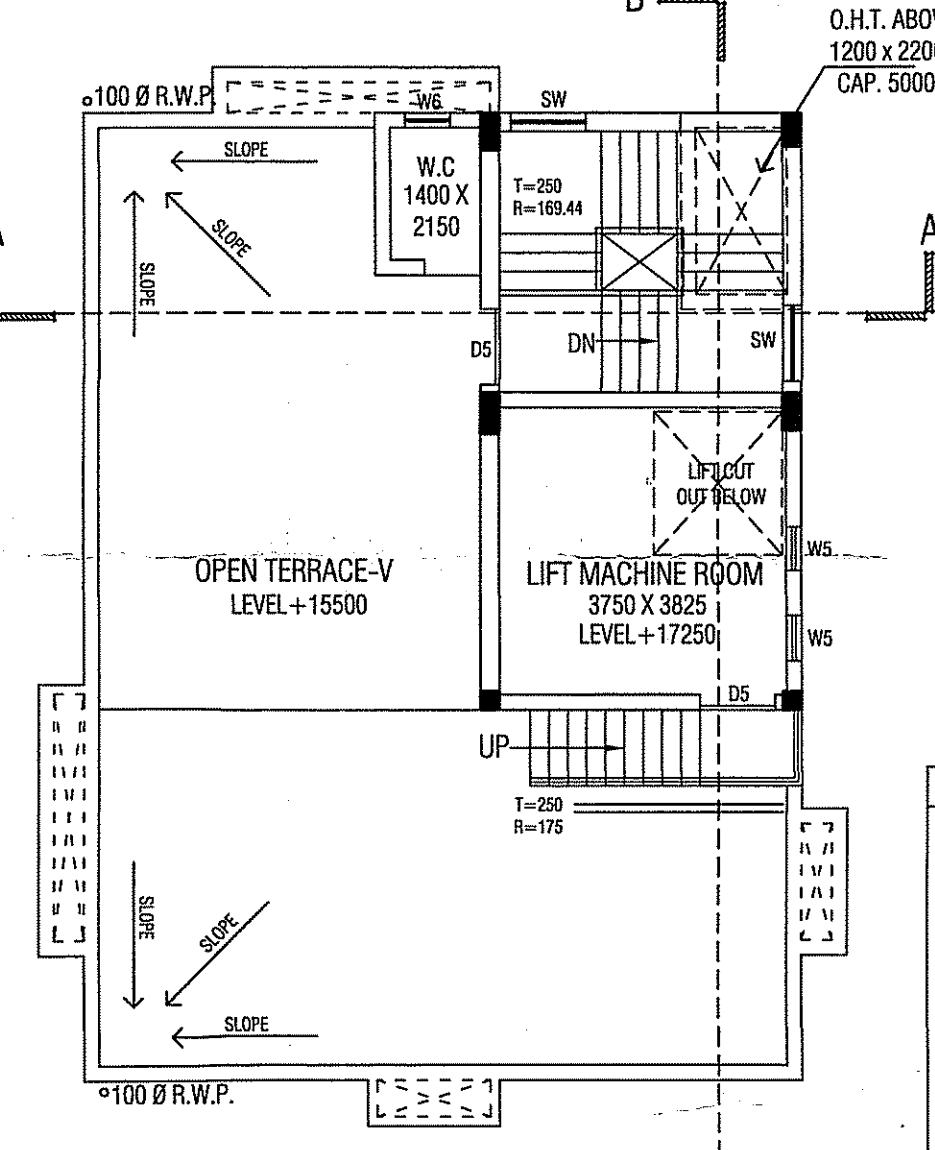 B
O.H.T. ABOV
1200 x 2200
CAP. 5000
100 Ø R.W.P.
W6
SW
SLOPE
W.C
1400 X
2150
T=250
R=169.44
SLOPE
SLOPE
A
D5
DN
SW
LIFT CUT
OUT BELOW
W5
OPEN TERRACE-V
LEVEL+15500
LIFT MACHINE ROOM
3750 X 3825
LEVEL+17250
W5
D5
UP
T=250
R=175
SLOPE
SLOPE
SLOPE
100 Ø R.W.P.